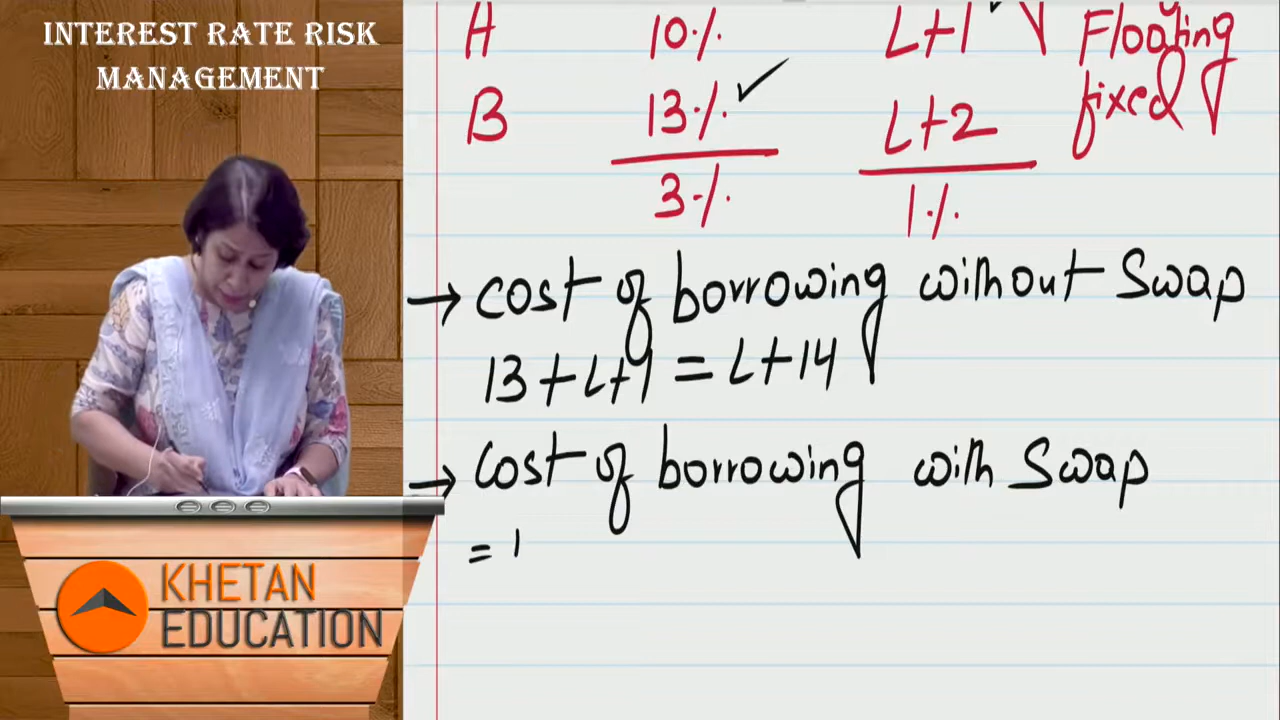 INTEREST RATE RISK
MANAGEMENT
A 10% L+1 Floating
B 13% L+2 fixed
3% 1%
→ cost of borrowing without Swap
13+L+1 = L+14
→ cost of borrowing with Swap
= 1
KHETAN
EDUCATION